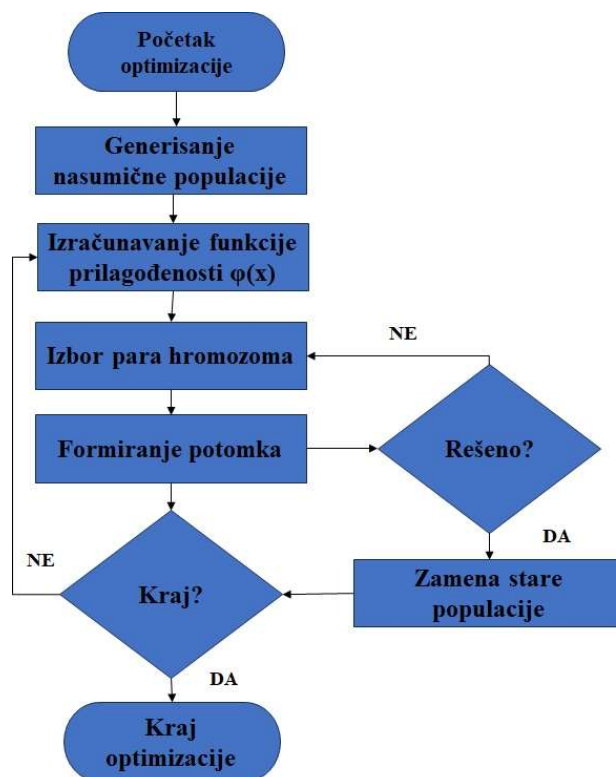 Početak
optimizacije
Generisanje
nasumične populacije
Izračunavanje funkcije
prilagođenosti φ(x)
Izbor para hromozoma
NE
Formiranje potomka
Rešeno?
DA
Zamena stare
populacije
NE
Kraj?
DA
Kraj
optimizacije